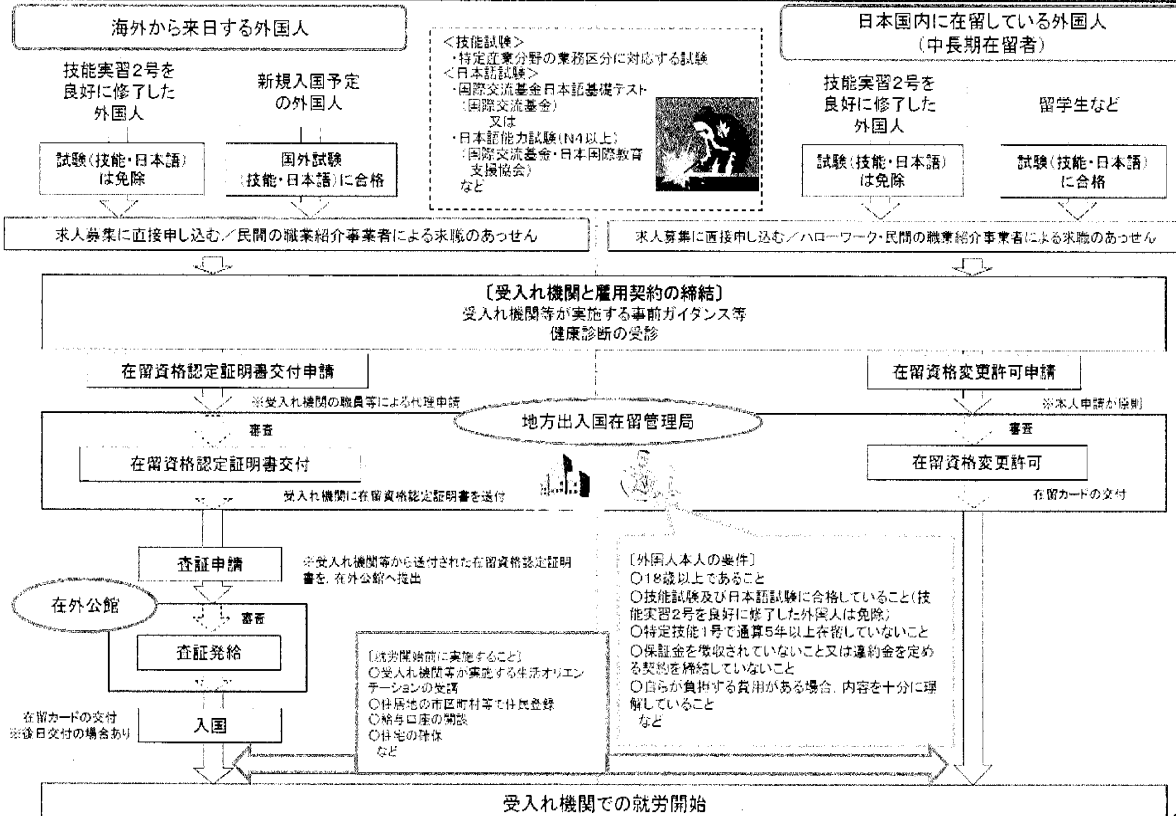 海外から来日する外国人
日本国内に在留している外国人
（中長期在留者）
技能実習2号を
良好に修了した
外国人
新規入国予定
の外国人
＜技能試験＞
・特定産業分野の業務区分に対応する試験
＜日本語試験＞
・国際交流基金日本語基礎テスト
（国際交流基金）
又は
・日本語能力試験（N4以上）
（国際交流基金・日本国際教育
支援協会）
など
技能実習2号を
良好に修了した
外国人
留学生など
試験（技能・日本語）
は免除
国外試験
（技能・日本語）に合格
試験（技能・日本語）
は免除
試験（技能・日本語）
に合格
求人募集に直接申し込む／民間の職業紹介事業者による求職のあっせん
求人募集に直接申し込む／ハローワーク・民間の職業紹介事業者による求職のあっせん
〔受入れ機関と雇用契約の締結〕
受入れ機関等が実施する事前ガイダンス等
健康診断の受診
在留資格認定証明書交付申請
在留資格変更許可申請
※受入れ機関の職員等による代理申請
※本人申請が原則
地方出入国在留管理局
審査
審査
在留資格認定証明書交付
在留資格変更許可
受入れ機関に在留資格認定証明書を送付
在留カードの交付
査証申請
※受入れ機関等から送付された在留資格認定証明
書を、在外公館へ提出
在外公館
審査
査証発給
〔外国人本人の要件〕
○18歳以上であること
○技能試験及び日本語試験に合格していること（技
能実習2号を良好に修了した外国人は免除）
○特定技能1号で通算5年以上在留していないこと
○保証金を徴収されていないこと又は違約金を定め
る契約を締結していないこと
○自らが負担する費用がある場合、内容を十分に理
解していること
など
〔就労開始前に実施すること〕
○受入れ機関等が実施する生活オリエン
テーションの受講
○住居地の市区町村等で住民登録
○給与口座の開設
○住宅の確保
など
在留カードの交付
※後日交付の場合あり
入国
受入れ機関での就労開始